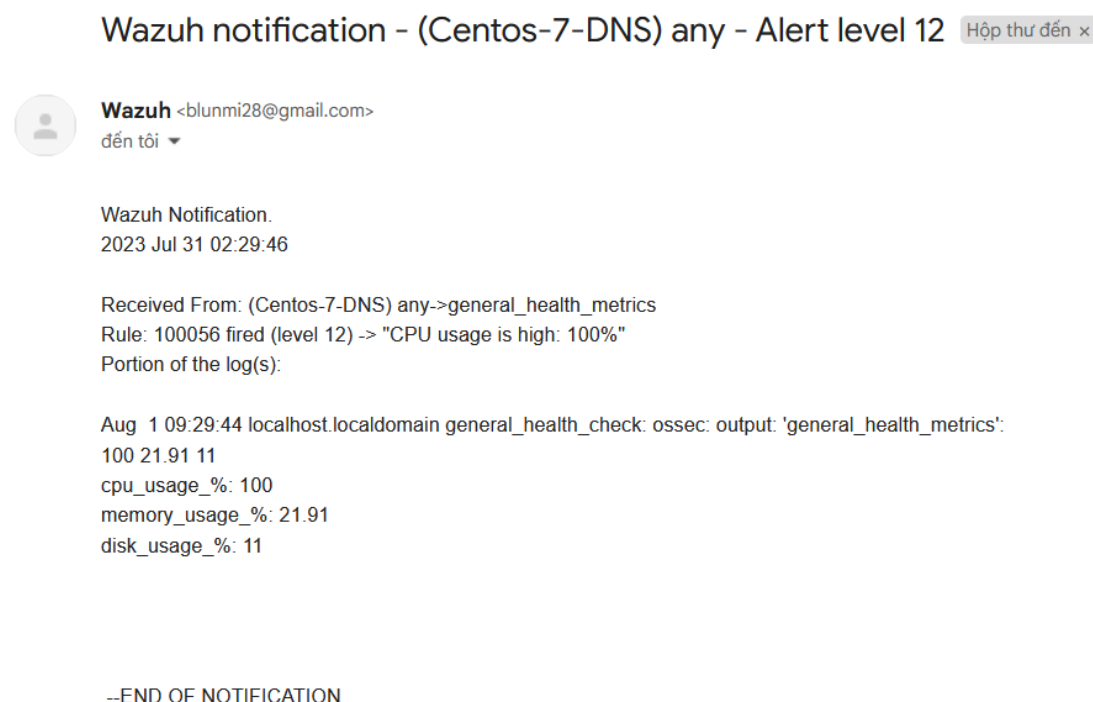 Wazuh notification - (Centos-7-DNS) any - Alert level 12 Hộp thư đến ×
Wazuh <blunmi28@gmail.com>
đến tôi
Wazuh Notification.
2023 Jul 31 02:29:46
Received From: (Centos-7-DNS) any->general_health_metrics
Rule: 100056 fired (level 12) -> "CPU usage is high: 100%"
Portion of the log(s):
Aug  1 09:29:44 localhost.localdomain general_health_check: ossec: output: 'general_health_metrics':
100 21.91 11
cpu_usage_%: 100
memory_usage_%: 21.91
disk_usage_%: 11
--END OF NOTIFICATION